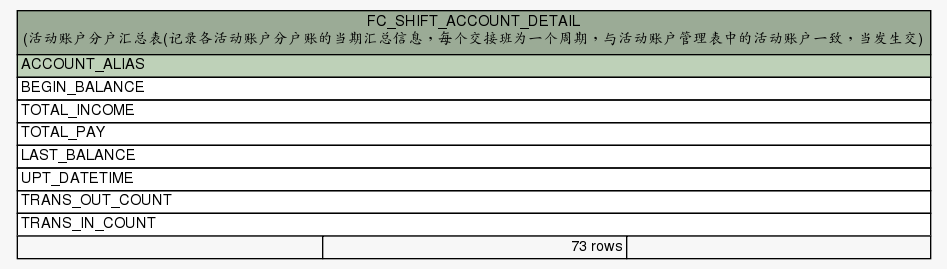 FC_SHIFT_ACCOUNT_DETAIL
(活动账户分户汇总表(记录各活动账户分户账的当期汇总信息，每个交接班为一个周期，与活动账户管理表中的活动账户一致，当发生交)
ACCOUNT_ALIAS
BEGIN_BALANCE
TOTAL_INCOME
TOTAL_PAY
LAST_BALANCE
UPT_DATETIME
TRANS_OUT_COUNT
TRANS_IN_COUNT
73 rows